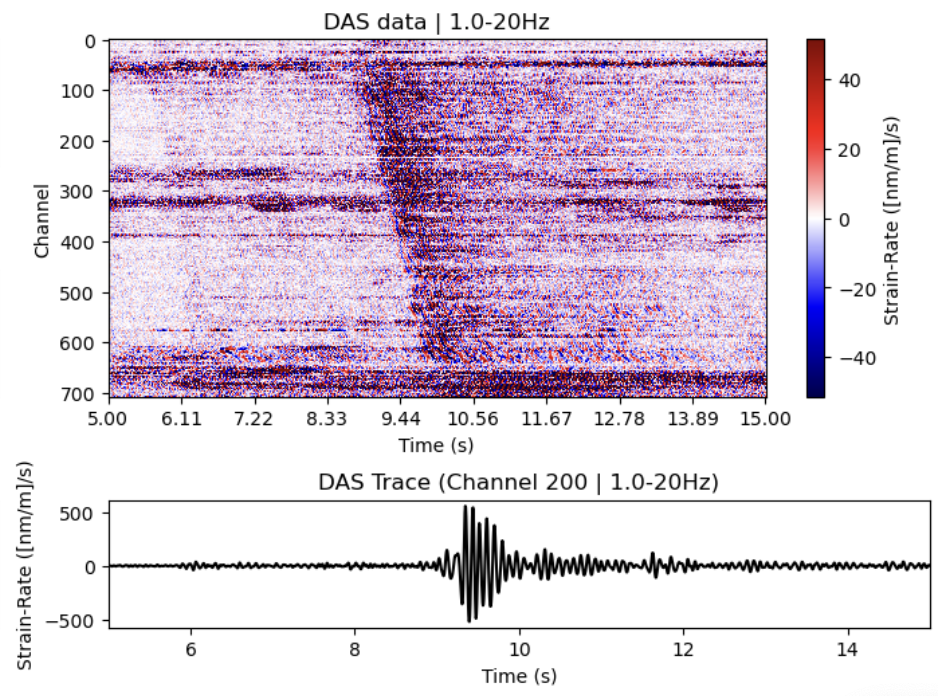 DAS data | 1.0-20Hz
0
100
200
300
400
500
600
700
Channel
5.00 6.11 7.22 8.33 9.44 10.56 11.67 12.78 13.89 15.00
Time (s)
40
20
0
−20
−40
Strain-Rate ([nm/m]/s)
DAS Trace (Channel 200 | 1.0-20Hz)
500
0
−500
Strain-Rate ([nm/m]/s)
6 8 10 12 14
Time (s)